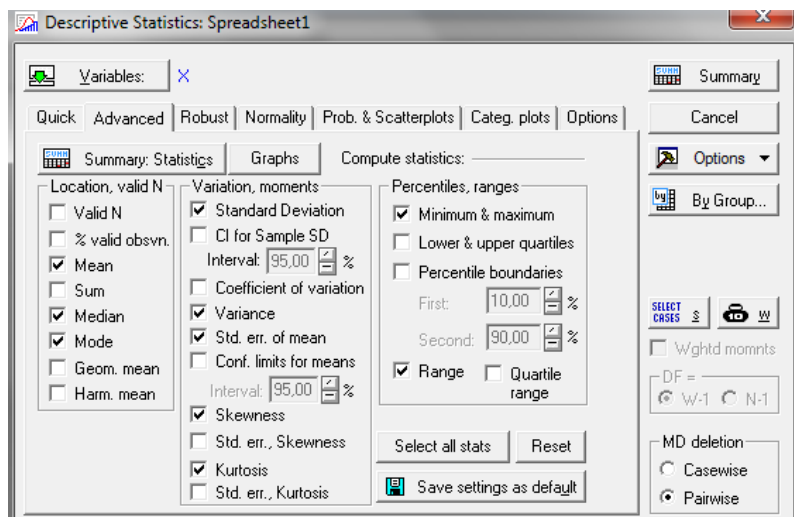 Descriptive Statistics: Spreadsheet1
Variables: X
Summary
Quick Advanced Robust Normality Prob. & Scatterplots Categ. plots Options
Cancel
Summary: Statistics Graphs Compute statistics:
Options
Location, valid N
Valid N
% valid obsvn.
Mean
Sum
Median
Mode
Geom. mean
Harm. mean
Variation, moments
Standard Deviation
CI for Sample SD
Interval: 95,00 %
Coefficient of variation
Variance
Std. err. of mean
Conf. limits for means
Interval: 95,00 %
Skewness
Std. err., Skewness
Kurtosis
Std. err., Kurtosis
Percentiles, ranges
Minimum & maximum
Lower & upper quartiles
Percentile boundaries
First: 10,00 %
Second: 90,00 %
Range
Quartile
range
Select all stats Reset
Save settings as default
by By Group...
SELECT
CASES S W
Wghtd momnts
DF =
W-1 N-1
MD deletion
Casewise
Pairwise